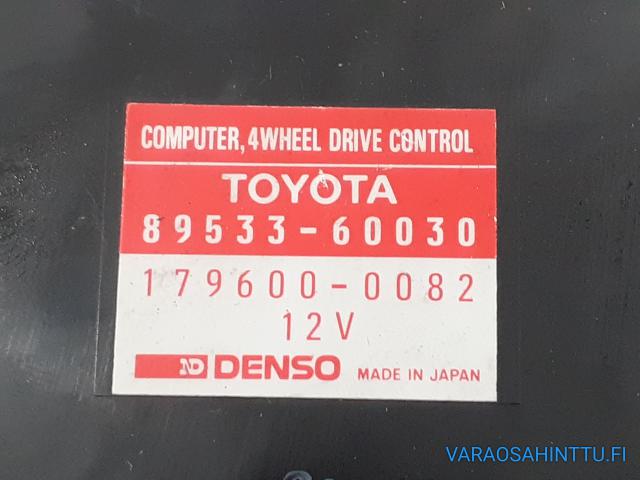 COMPUTER, 4WHEEL DRIVE CONTROL
TOYOTA
89533-60030
179600-0082
12V
ND DENSO MADE IN JAPAN
VARAOSAHINTTU.FI